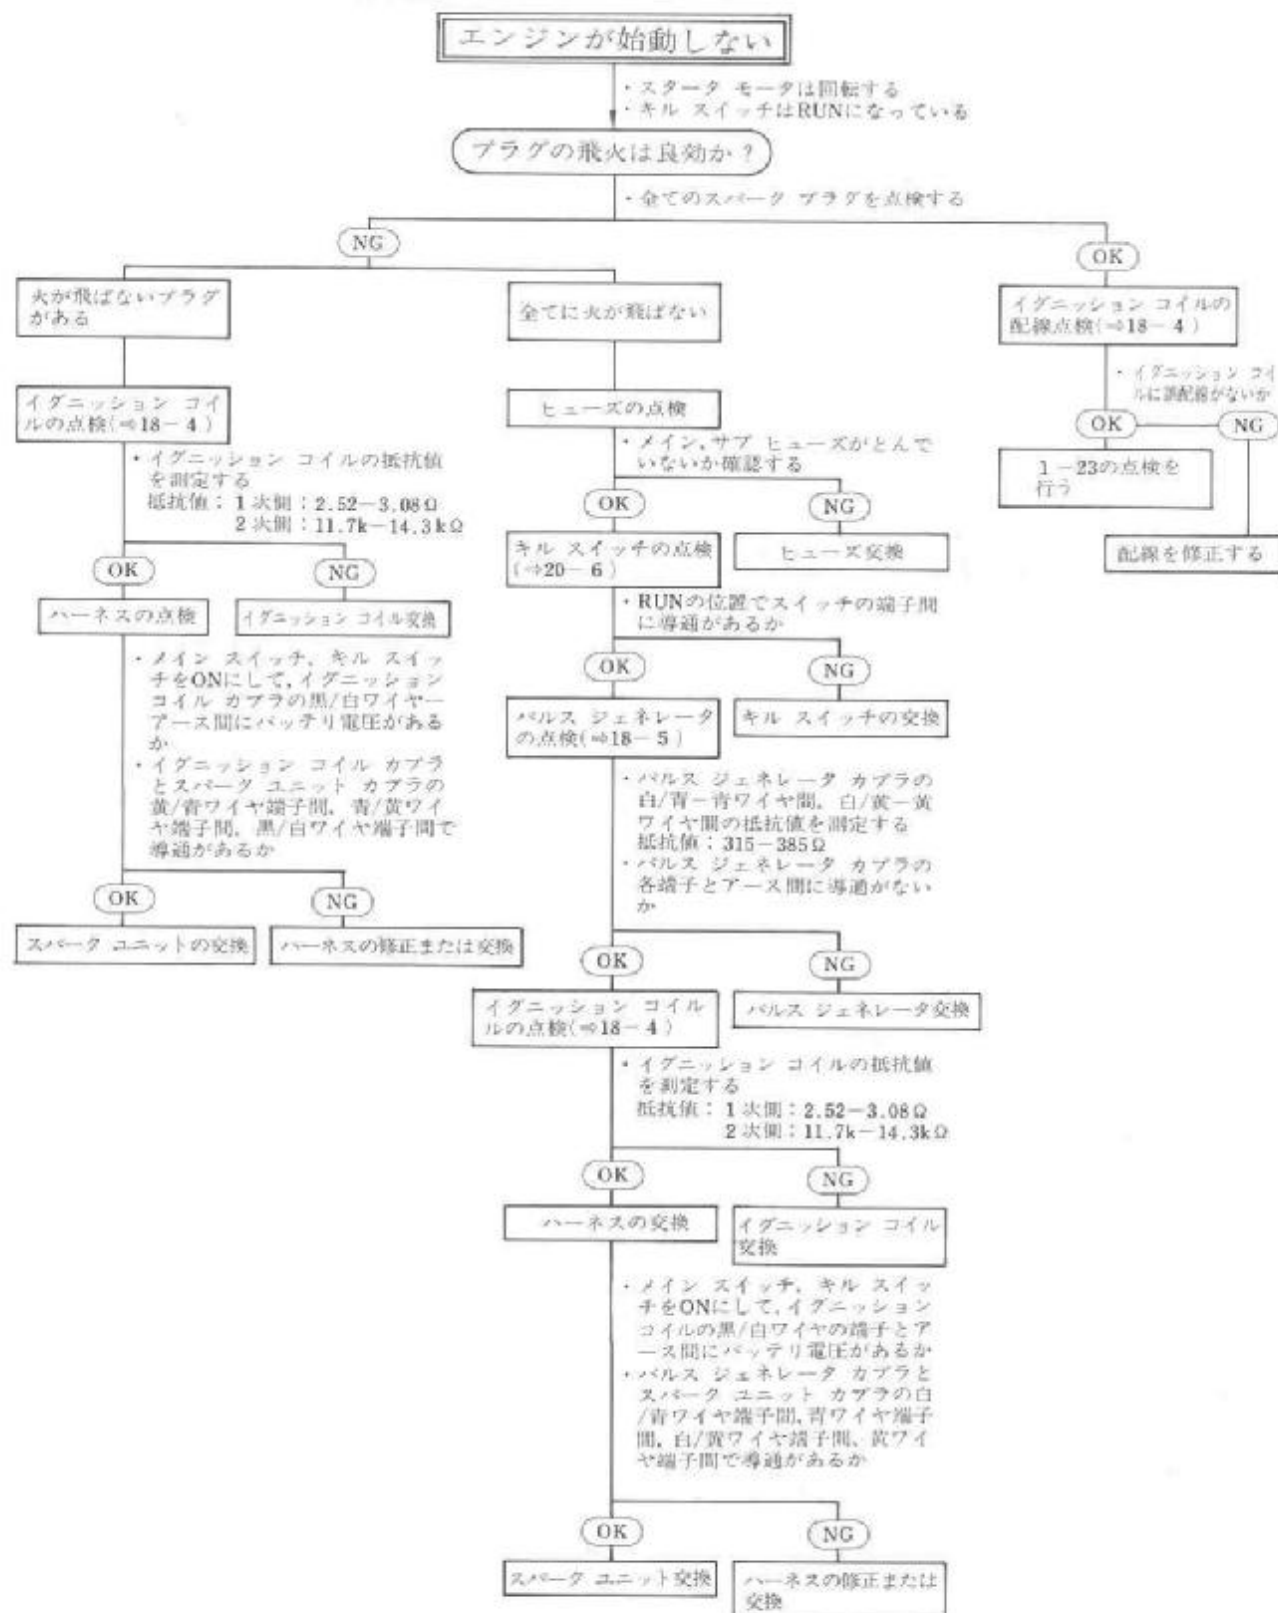 エンジンが始動しない
・スタータ モータは回転する
・キル スイッチはRUNになっている
プラグの飛火は良効か?
・全てのスパーク プラグを点検する
NG
OK
火が飛ばないプラグ
がある
全てに火が飛ばない
イグニッション コイルの
配線点検(⇒18－4)
イグニッション コイ
ルの点検(⇒18－4)
ヒューズの点検
・イグニッション コイ
ルに誤配線がないか
OK
NG
・イグニッション コイルの抵抗値
を測定する
抵抗値：1次側：2.52－3.08Ω
2次側：11.7k－14.3kΩ
・メイン,サブ ヒューズがとんで
いないか確認する
1－23の点検を
行う
配線を修正する
OK
NG
OK
NG
キル スイッチの点検
(⇒20－6)
ヒューズ交換
ハーネスの点検
イグニッション コイル交換
・RUNの位置でスイッチの端子間
に導通があるか
・メイン スイッチ, キル スイッ
チをONにして,イグニッション
コイル カプラの黒/白ワイヤー
アース間にバッテリ電圧がある
か
・イグニッション コイル カプラ
とスパーク ユニット カプラの
黄/青ワイヤ端子間, 青/黄ワイ
ヤ端子間, 黒/白ワイヤ端子間で
導通があるか
OK
NG
パルス ジェネレータ
の点検(⇒18－5)
キル スイッチの交換
・パルス ジェネレータ カプラの
白/青－青ワイヤ間, 白/黄－黄
ワイヤ間の抵抗値を測定する
抵抗値：315－385Ω
・パルス ジェネレータ カプラの
各端子とアース間に導通がない
か
OK
NG
スパーク ユニットの交換
ハーネスの修正または交換
OK
NG
イグニッション コイル
ルの点検(⇒18－4)
パルス ジェネレータ交換
・イグニッション コイルの抵抗値
を測定する
抵抗値：1次側：2.52－3.08Ω
2次側：11.7k－14.3kΩ
OK
NG
ハーネスの交換
イグニッション コイル
交換
・メイン スイッチ, キル スイッ
チをONにして,イグニッション
コイルの黒/白ワイヤの端子とア
ース間にバッテリ電圧があるか
・パルス ジェネレータ カプラと
スパーク ユニット カプラの白
/青ワイヤ端子間,青ワイヤ端子
間, 白/黄ワイヤ端子間、黄ワイ
ヤ端子間で導通があるか
OK
NG
スパーク ユニット交換
ハーネスの修正または
交換